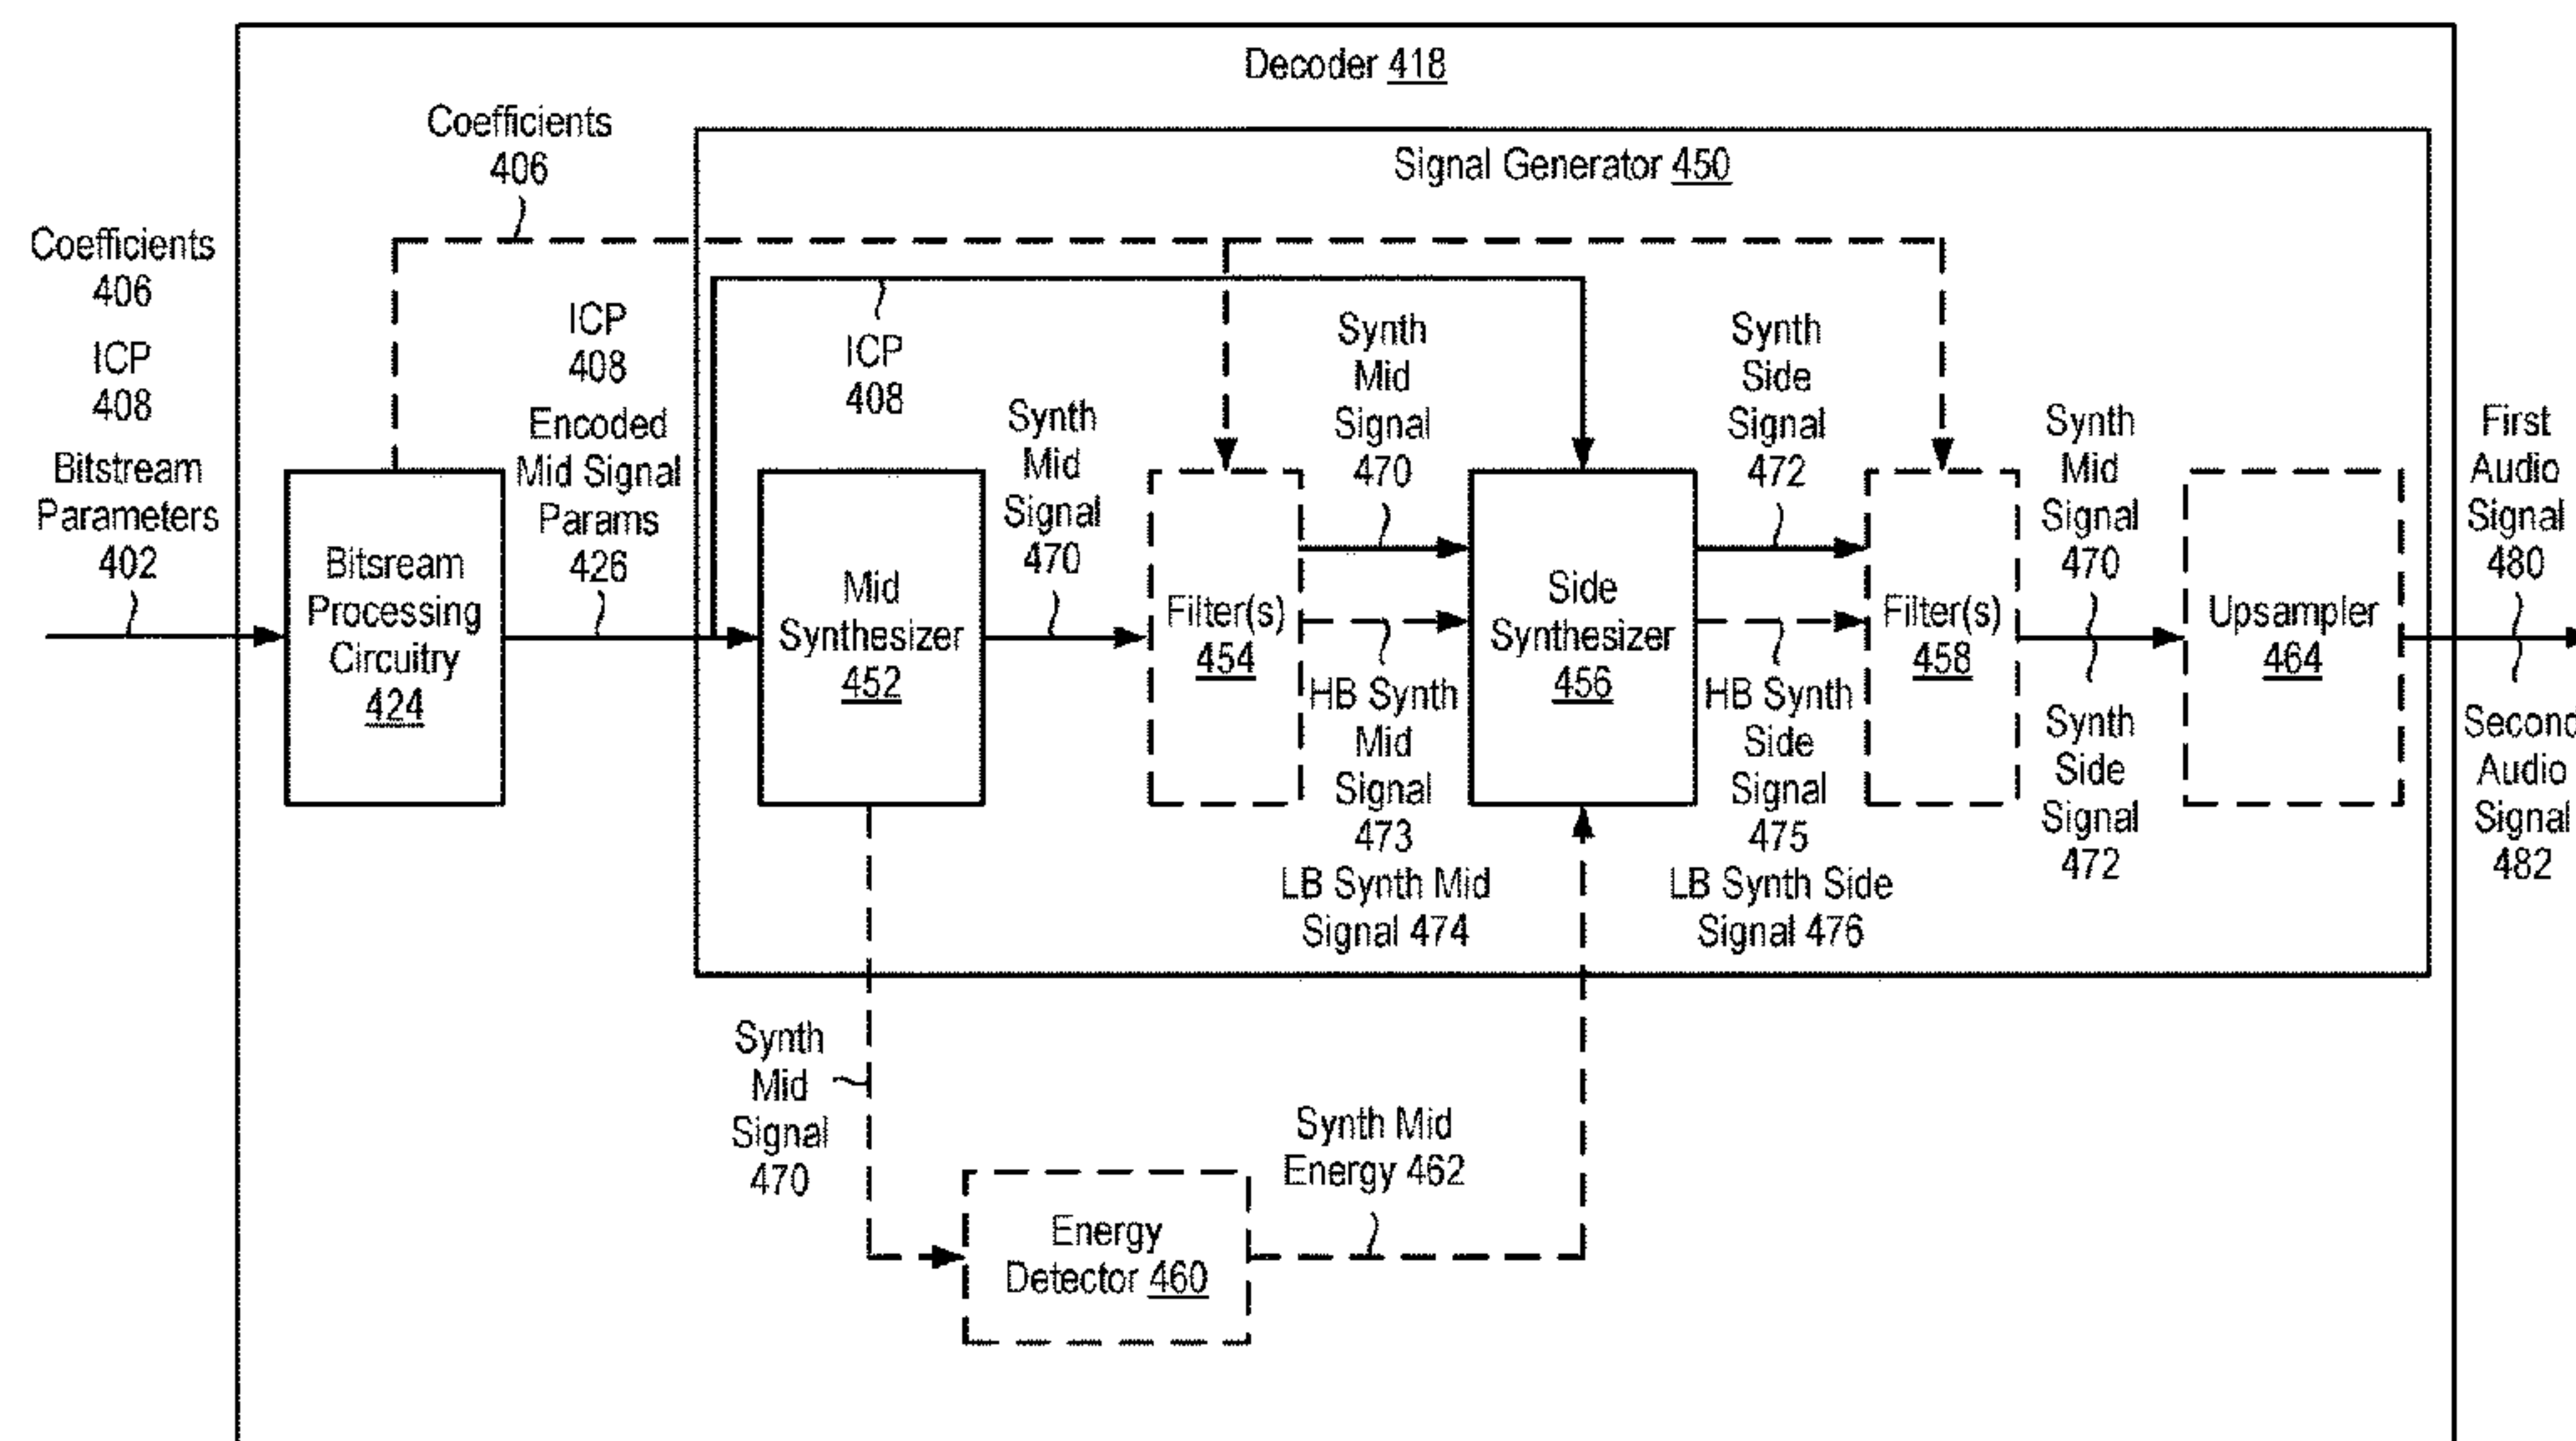 Decoder 418
Coefficients
406
Signal Generator 450
Coefficients
406
ICP
408
Bitstream
Parameters
402
ICP
408
Encoded
Mid Signal
Params
426
ICP
408
Synth
Mid
Signal
470
Synth
Mid
Signal
470
Synth
Side
Signal
472
Synth
Mid
Signal
470
First
Audio
Signal
480
Bitsream
Processing
Circuitry
424
Mid
Synthesizer
452
Filter(s)
454
Side
Synthesizer
456
Filter(s)
458
Upsampler
464
HB Synth
Mid
Signal
473
LB Synth Mid
Signal 474
HB Synth
Side
Signal
475
LB Synth Side
Signal 476
Synth
Side
Signal
472
Second
Audio
Signal
482
Synth
Mid
Signal
470
Synth Mid
Energy 462
Energy
Detector 460